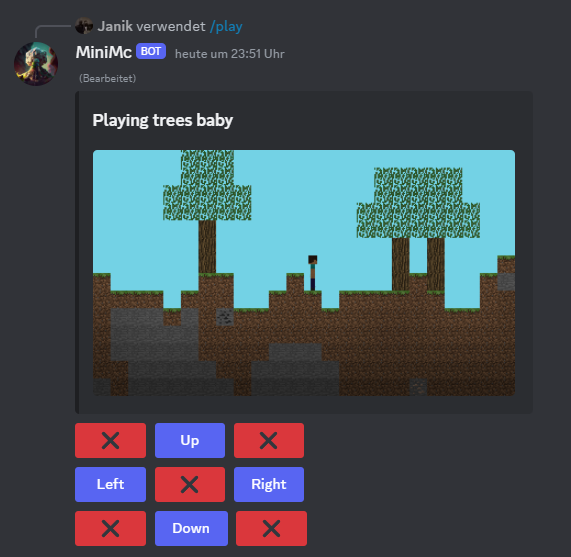 Janik verwendet /play
MiniMc BOT heute um 23:51 Uhr
(Bearbeitet)
Playing trees baby
Up
Left Right
Down